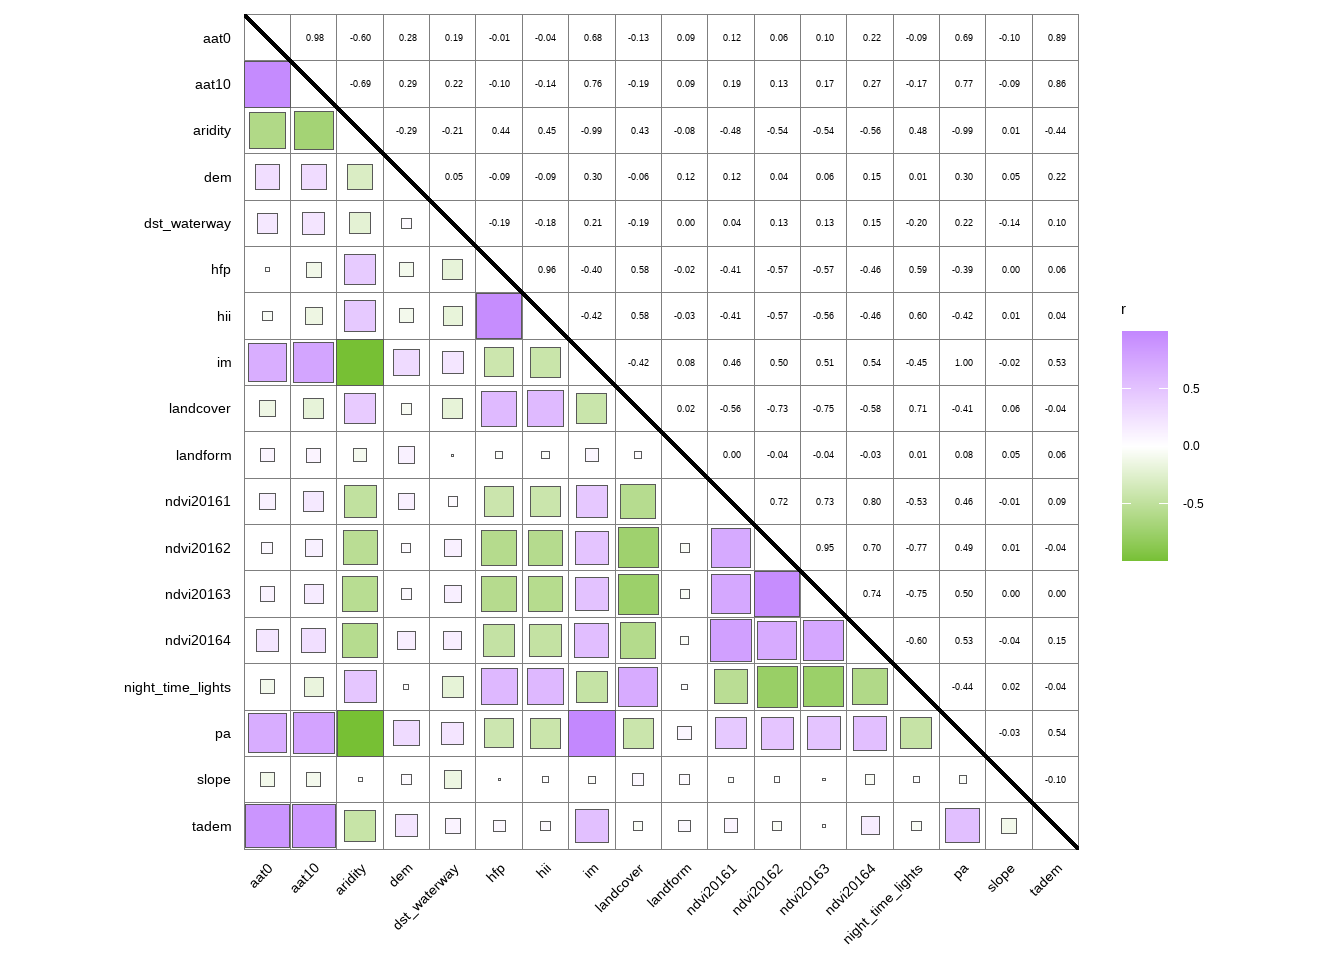 aat0 0.98 -0.60 0.28 0.19 -0.01 -0.04 0.68 -0.13 0.09 0.12 0.06 0.10 0.22 -0.09 0.69 -0.10 0.89
aat10 -0.69 0.29 0.22 -0.10 -0.14 0.76 -0.19 0.09 0.19 0.13 0.17 0.27 -0.17 0.77 -0.09 0.86
aridity -0.29 -0.21 0.44 0.45 -0.99 0.43 -0.08 -0.48 -0.54 -0.54 -0.56 0.48 -0.99 0.01 -0.44
dem 0.05 -0.09 -0.09 0.30 -0.06 0.12 0.12 0.04 0.06 0.15 0.01 0.30 0.05 0.22
dst_waterway -0.19 -0.18 0.21 -0.19 0.00 0.04 0.13 0.13 0.15 -0.20 0.22 -0.14 0.10
hfp 0.96 -0.40 0.58 -0.02 -0.41 -0.57 -0.57 -0.46 0.59 -0.39 0.00 0.06
hii -0.42 0.58 -0.03 -0.41 -0.57 -0.56 -0.46 0.60 -0.42 0.01 0.04
im -0.42 0.08 0.46 0.50 0.51 0.54 -0.45 1.00 -0.02 0.53
landcover 0.02 -0.56 -0.73 -0.75 -0.58 0.71 -0.41 0.06 -0.04
landform 0.00 -0.04 -0.04 -0.03 0.01 0.08 0.05 0.06
ndvi20161 0.72 0.73 0.80 -0.53 0.46 -0.01 0.09
ndvi20162 0.95 0.70 -0.77 0.49 0.01 -0.04
ndvi20163 0.74 -0.75 0.50 0.00 0.00
ndvi20164 -0.60 0.53 -0.04 0.15
night_time_lights -0.44 0.02 -0.04
pa -0.03 0.54
slope -0.10
tadem
aat0 aat10 aridity dem dst_waterway hfp hii im landcover landform ndvi20161 ndvi20162 ndvi20163 ndvi20164 night_time_lights pa slope tadem
r
0.5
0.0
-0.5